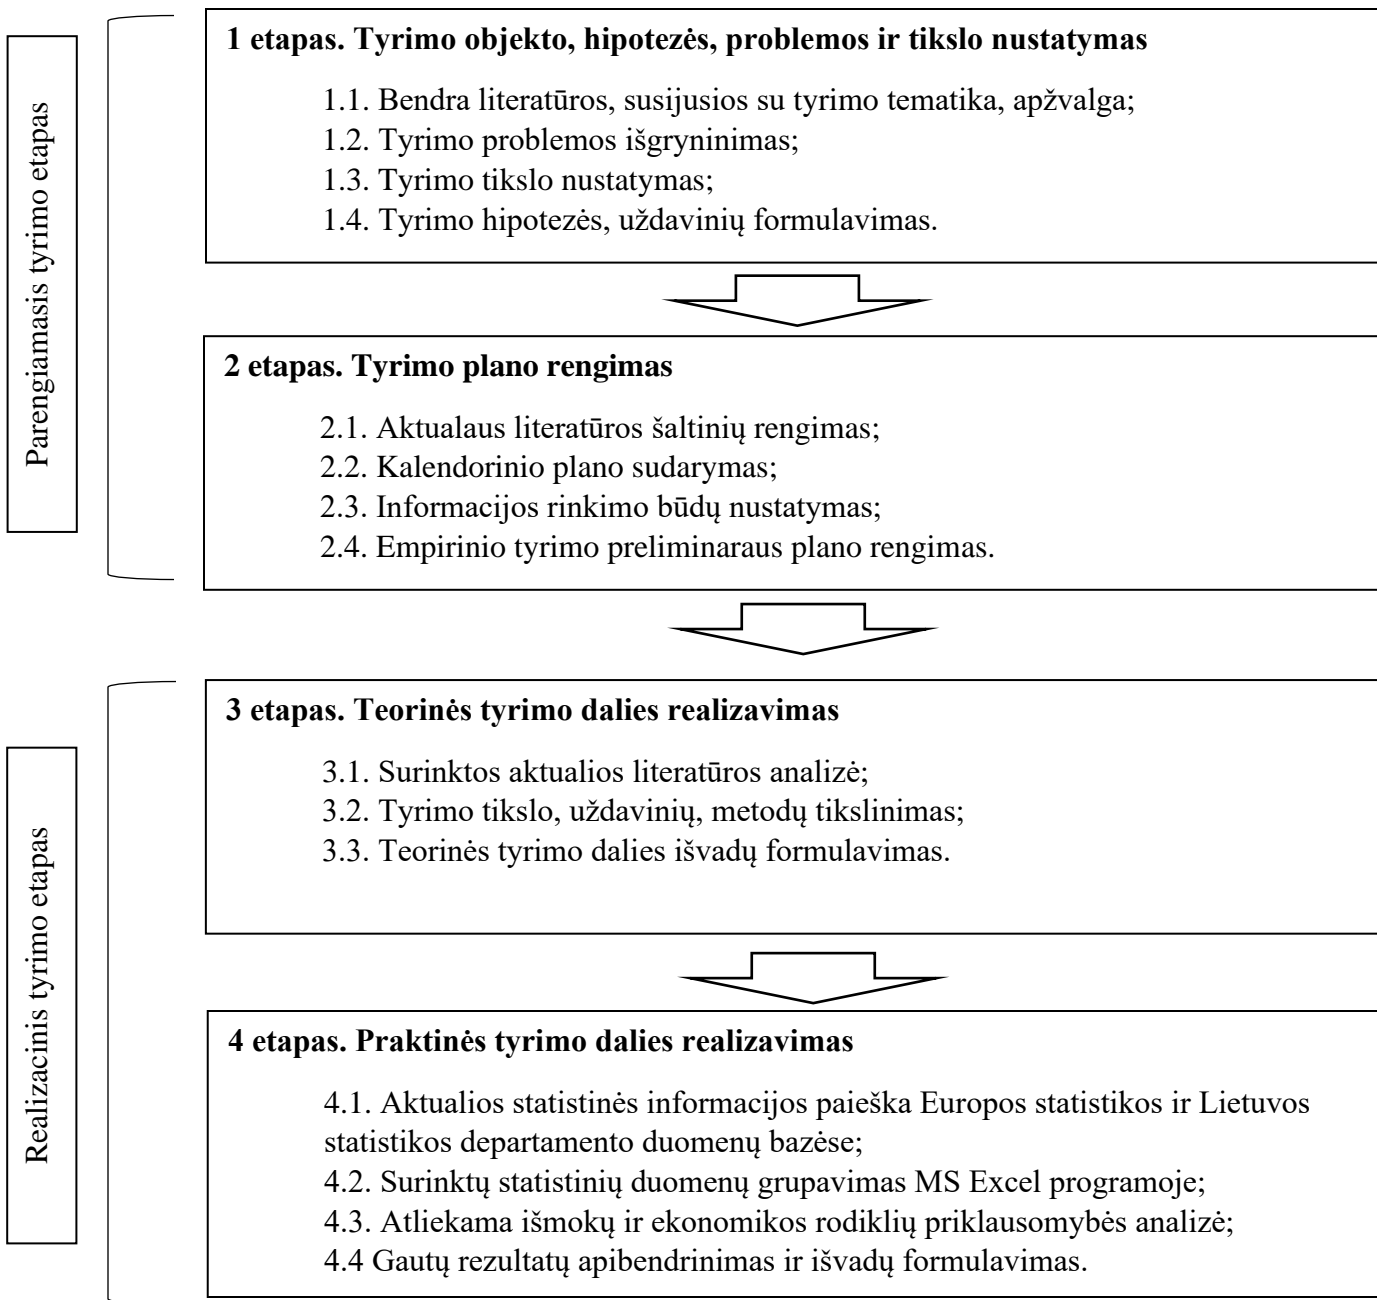 Parengiamasis tyrimo etapas
1 etapas. Tyrimo objekto, hipotezės, problemos ir tikslo nustatymas
1.1. Bendra literatūros, susijusios su tyrimo tematika, apžvalga;
1.2. Tyrimo problemos išgryninimas;
1.3. Tyrimo tikslo nustatymas;
1.4. Tyrimo hipotezės, uždavinių formulavimas.
2 etapas. Tyrimo plano rengimas
2.1. Aktualaus literatūros šaltinių rengimas;
2.2. Kalendorinio plano sudarymas;
2.3. Informacijos rinkimo būdų nustatymas;
2.4. Empirinio tyrimo preliminaraus plano rengimas.
Realizacinis tyrimo etapas
3 etapas. Teorinės tyrimo dalies realizavimas
3.1. Surinktos aktualios literatūros analizė;
3.2. Tyrimo tikslo, uždavinių, metodų tikslinimas;
3.3. Teorinės tyrimo dalies išvadų formulavimas.
4 etapas. Praktinės tyrimo dalies realizavimas
4.1. Aktualios statistinės informacijos paieška Europos statistikos ir Lietuvos
statistikos departamento duomenų bazėse;
4.2. Surinktų statistinių duomenų grupavimas MS Excel programoje;
4.3. Atliekama išmokų ir ekonomikos rodiklių priklausomybės analizė;
4.4 Gautų rezultatų apibendrinimas ir išvadų formulavimas.